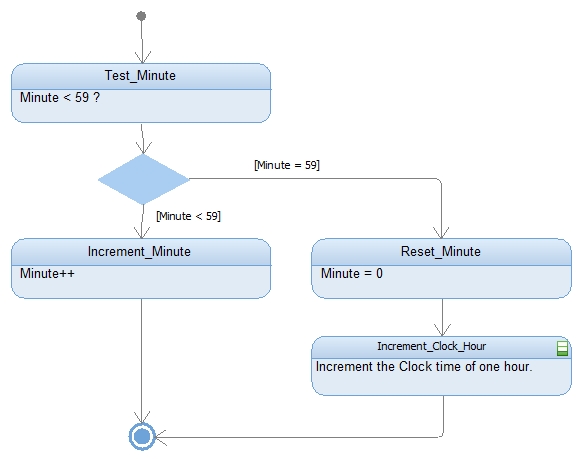 Test_Minute
Minute < 59 ?
[Minute = 59]
[Minute < 59]
Increment_Minute
Minute++
Reset_Minute
Minute = 0
Increment_Clock_Hour
Increment the Clock time of one hour.